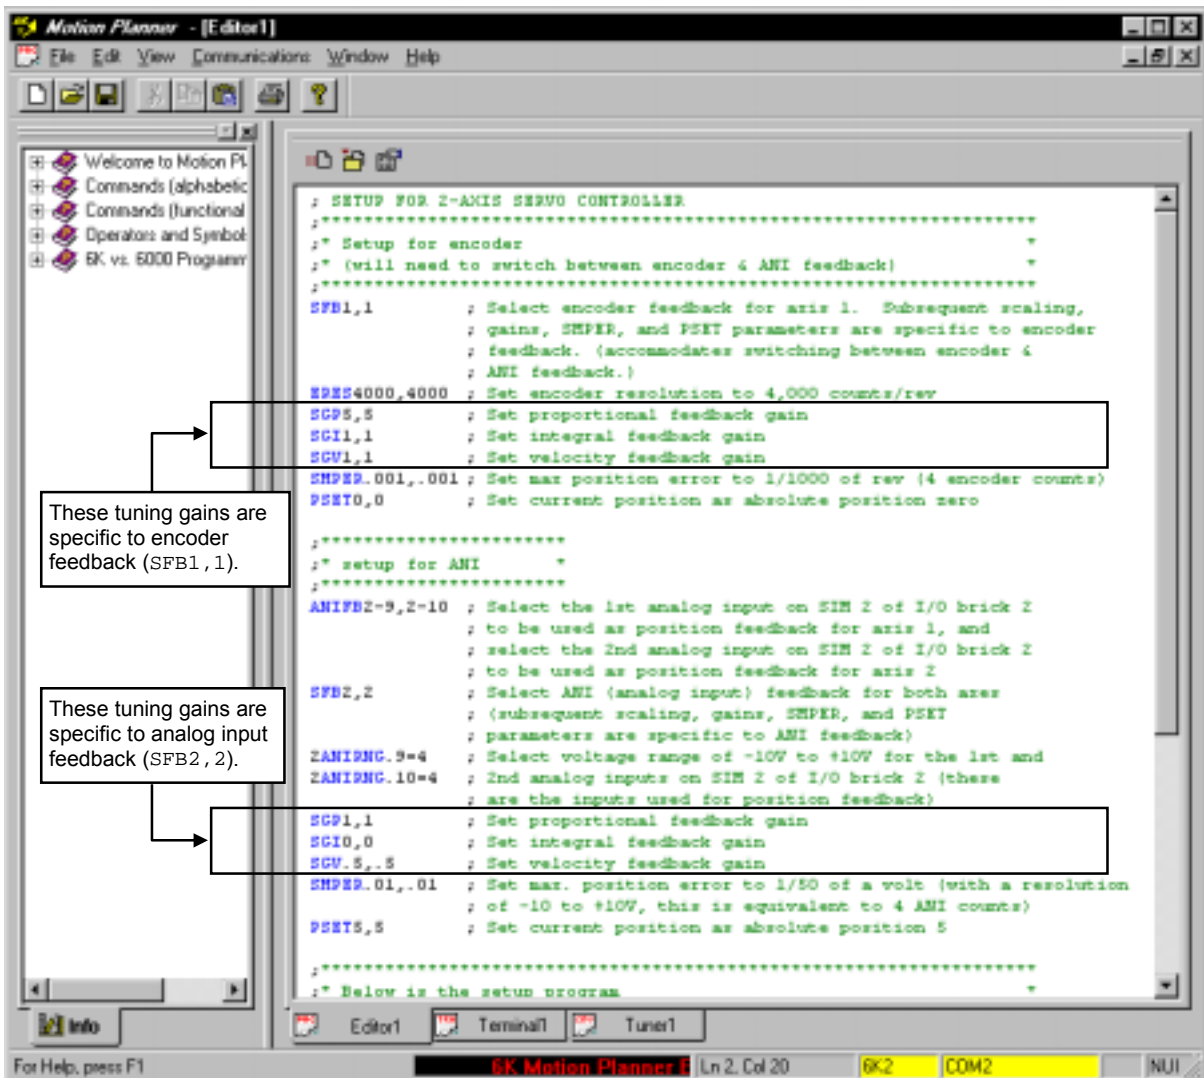 Motion Planner - [Editor1]
File Edit View Communications Window Help
Welcome to Motion Pl
Commands (alphabetic
Commands (functional
Operators and Symbol
6K vs. 6000 Programm
; SETUP FOR 2-AXIS SERVO CONTROLLER
;*******************************************************************
;* Setup for encoder *
;* (will need to switch between encoder & ANI feedback) *
;*******************************************************************
SFB1,1 ; Select encoder feedback for axis 1. Subsequent scaling,
; gains, SMPER, and PSET parameters are specific to encoder
; feedback. (accommodates switching between encoder &
; ANI feedback.)
ERES4000,4000 ; Set encoder resolution to 4,000 counts/rev
SGP5,5 ; Set proportional feedback gain
SGI1,1 ; Set integral feedback gain
SGV1,1 ; Set velocity feedback gain
SMPER.001,.001 ; Set max position error to 1/1000 of rev (4 encoder counts)
PSET0,0 ; Set current position as absolute position zero
These tuning gains are
specific to encoder
feedback (SFB1,1).
;***********************
;* setup for ANI *
;***********************
ANIFB2-9,2-10 ; Select the 1st analog input on SIM 2 of I/O brick 2
; to be used as position feedback for axis 1, and
; select the 2nd analog input on SIM 2 of I/O brick 2
; to be used as position feedback for axis 2
SFB2,2 ; Select ANI (analog input) feedback for both axes
; (subsequent scaling, gains, SMPER, and PSET
; parameters are specific to ANI feedback)
2ANIRNG.9=4 ; Select voltage range of -10V to +10V for the 1st and
2ANIRNG.10=4 ; 2nd analog inputs on SIM 2 of I/O brick 2 (these
; are the inputs used for position feedback)
These tuning gains are
specific to analog input
feedback (SFB2,2).
SGP1,1 ; Set proportional feedback gain
SGI0,0 ; Set integral feedback gain
SGV.5,.5 ; Set velocity feedback gain
SMPER.01,.01 ; Set max. position error to 1/50 of a volt (with a resolution
; of -10 to +10V, this is equivalent to 4 ANI counts)
PSET5,5 ; Set current position as absolute position 5
;*******************************************************************
;* Below is the setup program *
Info
Editor1 Terminal1 Tuner1
For Help, press F1 6K Motion Planner E Ln 2, Col 20 6K2 COM2 NUI